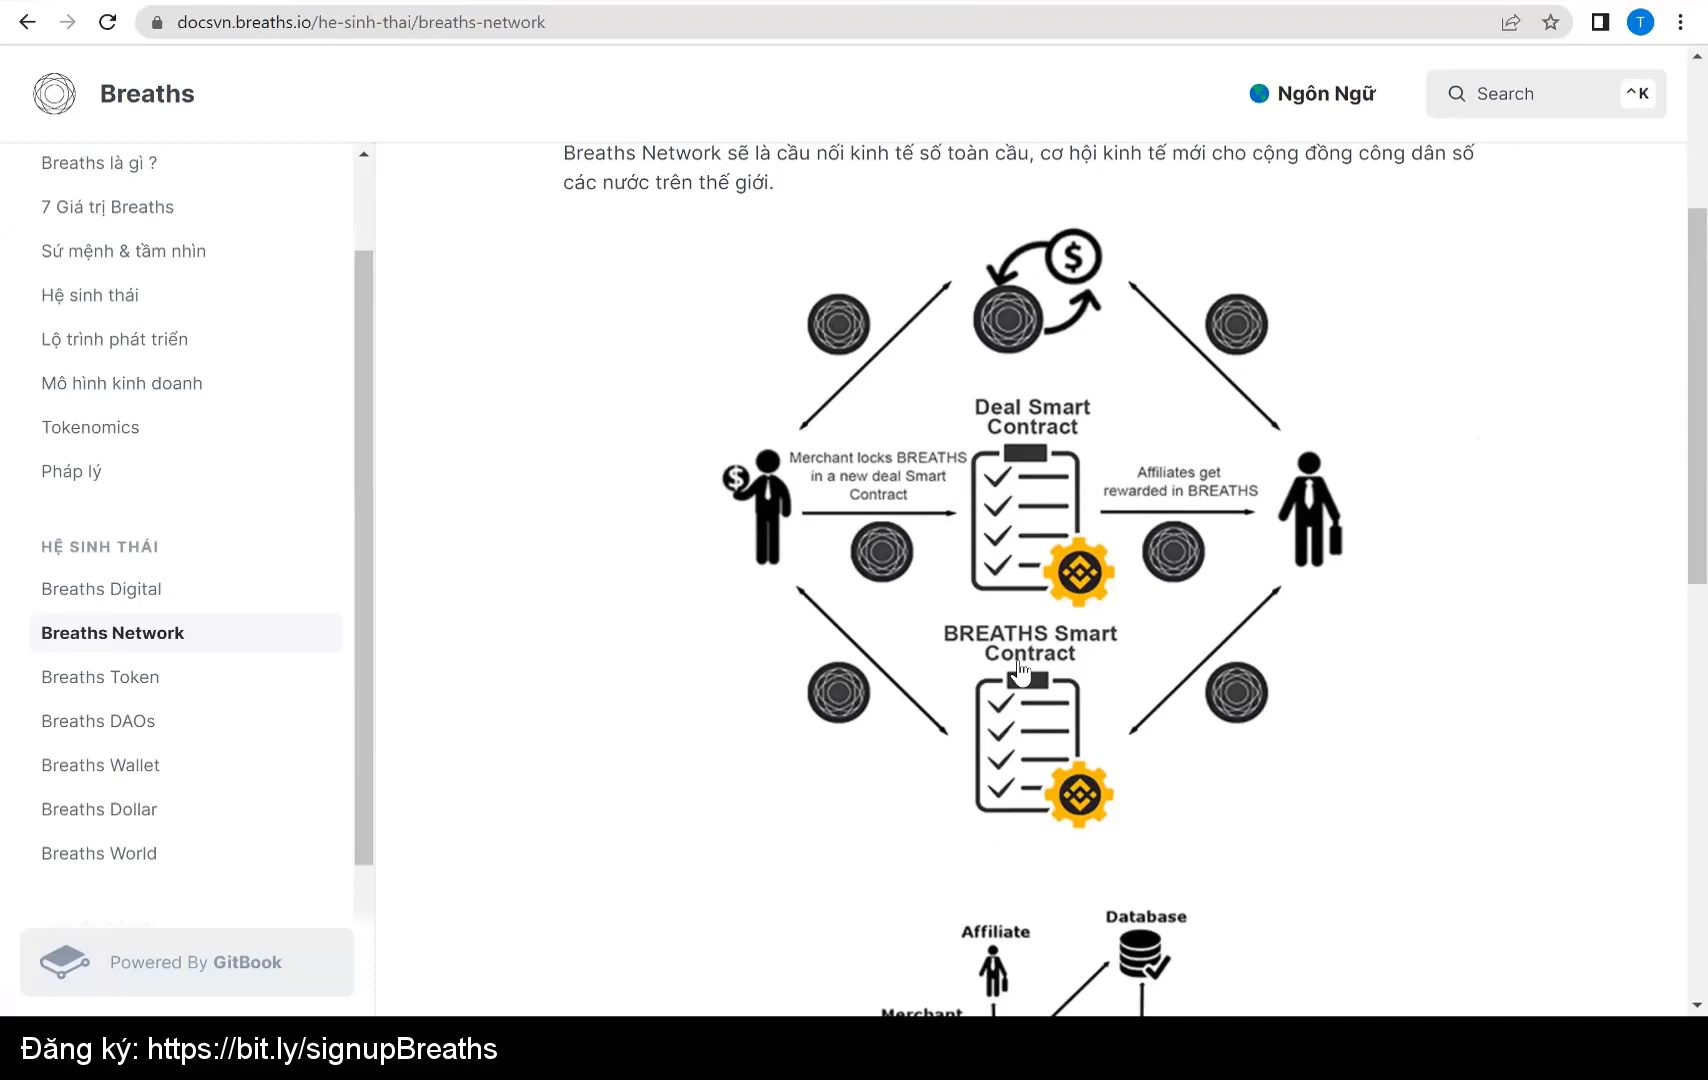 docsvn.breaths.io/he-sinh-thai/breaths-network
T
Breaths
Ngôn Ngữ
Search
^K
Breaths là gì ?
7 Giá trị Breaths
Sứ mệnh & tầm nhìn
Hệ sinh thái
Lộ trình phát triển
Mô hình kinh doanh
Tokenomics
Pháp lý
HỆ SINH THÁI
Breaths Digital
Breaths Network
Breaths Token
Breaths DAOs
Breaths Wallet
Breaths Dollar
Breaths World
Powered By GitBook
Breaths Network sẽ là cầu nối kinh tế số toàn cầu, cơ hội kinh tế mới cho cộng đồng công dân số
các nước trên thế giới.
$
Deal Smart
Contract
$
Merchant locks BREATHS
in a new deal Smart
Contract
Affiliates get
rewarded in BREATHS
BREATHS Smart
Contract
Database
Affiliate
Merchant
Đăng ký: https://bit.ly/signupBreaths